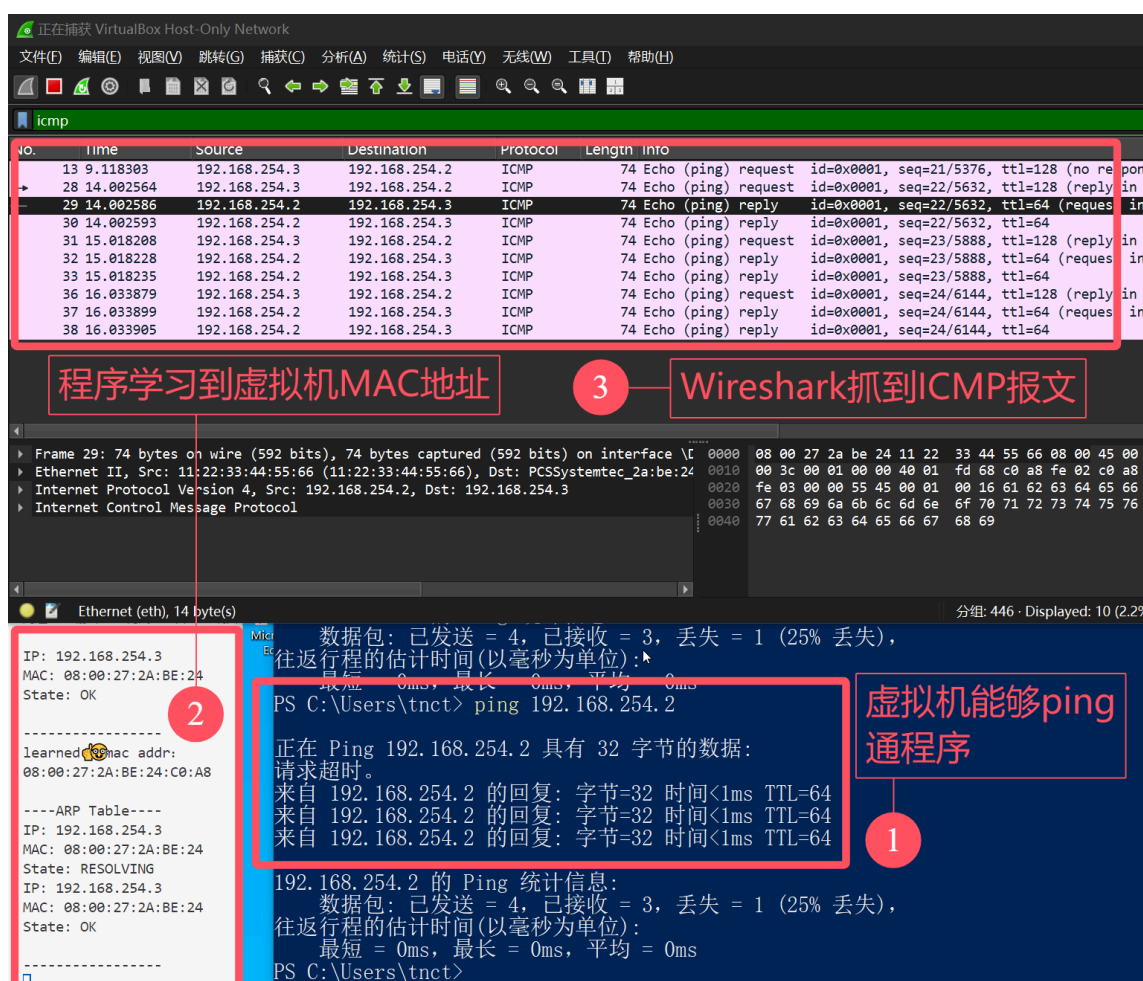 正在捕获 VirtualBox Host-Only Network
文件(F) 编辑(E) 视图(V) 跳转(G) 捕获(C) 分析(A) 统计(S) 电话(Y) 无线(W) 工具(T) 帮助(H)
icmp
No. Time Source Destination Protocol Length Info
13 9.118303 192.168.254.3 192.168.254.2 ICMP 74 Echo (ping) request id=0x0001, seq=21/5376, ttl=128 (no respon
28 14.002564 192.168.254.3 192.168.254.2 ICMP 74 Echo (ping) request id=0x0001, seq=22/5632, ttl=128 (reply in
29 14.002586 192.168.254.2 192.168.254.3 ICMP 74 Echo (ping) reply id=0x0001, seq=22/5632, ttl=64 (reques in
30 14.002593 192.168.254.2 192.168.254.3 ICMP 74 Echo (ping) reply id=0x0001, seq=22/5632, ttl=64
31 15.018208 192.168.254.3 192.168.254.2 ICMP 74 Echo (ping) request id=0x0001, seq=23/5888, ttl=128 (reply in
32 15.018228 192.168.254.2 192.168.254.3 ICMP 74 Echo (ping) reply id=0x0001, seq=23/5888, ttl=64 (reques in
33 15.018235 192.168.254.2 192.168.254.3 ICMP 74 Echo (ping) reply id=0x0001, seq=23/5888, ttl=64
36 16.033879 192.168.254.3 192.168.254.2 ICMP 74 Echo (ping) request id=0x0001, seq=24/6144, ttl=128 (reply in
37 16.033899 192.168.254.2 192.168.254.3 ICMP 74 Echo (ping) reply id=0x0001, seq=24/6144, ttl=64 (reques in
38 16.033905 192.168.254.2 192.168.254.3 ICMP 74 Echo (ping) reply id=0x0001, seq=24/6144, ttl=64
程序学习到虚拟机MAC地址
3
Wireshark抓到ICMP报文
Frame 29: 74 bytes on wire (592 bits), 74 bytes captured (592 bits) on interface \D
Ethernet II, Src: 11:22:33:44:55:66 (11:22:33:44:55:66), Dst: PCSSystemtec_2a:be:24
Internet Protocol Version 4, Src: 192.168.254.2, Dst: 192.168.254.3
Internet Control Message Protocol
0000 08 00 27 2a be 24 11 22 33 44 55 66 08 00 45 00
0010 00 3c 00 01 00 00 40 01 fd 68 c0 a8 fe 02 c0 a8
0020 fe 03 00 00 55 45 00 01 00 16 61 62 63 64 65 66
0030 67 68 69 6a 6b 6c 6d 6e 6f 70 71 72 73 74 75 76
0040 77 61 62 63 64 65 66 67 68 69
Ethernet (eth), 14 byte(s)
分组: 446 · Displayed: 10 (2.2%
IP: 192.168.254.3
MAC: 08:00:27:2A:BE:24
State: OK
2
-----------------
learned mac addr:
08:00:27:2A:BE:24:C0:A8
----ARP Table----
IP: 192.168.254.3
MAC: 08:00:27:2A:BE:24
State: RESOLVING
IP: 192.168.254.3
MAC: 08:00:27:2A:BE:24
State: OK
-----------------
数据包: 已发送 = 4，已接收 = 3，丢失 = 1 (25% 丢失)，
往返行程的估计时间(以毫秒为单位):
最短 = 0ms，最长 = 0ms，平均 = 0ms
PS C:\Users\tnct> ping 192.168.254.2
正在 Ping 192.168.254.2 具有 32 字节的数据:
请求超时。
来自 192.168.254.2 的回复: 字节=32 时间<1ms TTL=64
来自 192.168.254.2 的回复: 字节=32 时间<1ms TTL=64
来自 192.168.254.2 的回复: 字节=32 时间<1ms TTL=64
192.168.254.2 的 Ping 统计信息:
数据包: 已发送 = 4，已接收 = 3，丢失 = 1 (25% 丢失)，
往返行程的估计时间(以毫秒为单位):
最短 = 0ms，最长 = 0ms，平均 = 0ms
PS C:\Users\tnct>
虚拟机能够ping
通程序
1